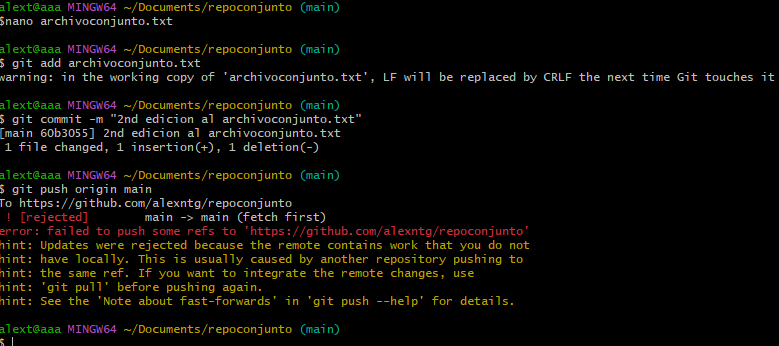 alext@aaa MINGW64 ~/Documents/repoconjunto (main)
$nano archivoconjunto.txt
alext@aaa MINGW64 ~/Documents/repoconjunto (main)
$ git add archivoconjunto.txt
warning: in the working copy of 'archivoconjunto.txt', LF will be replaced by CRLF the next time Git touches it
alext@aaa MINGW64 ~/Documents/repoconjunto (main)
$ git commit -m "2nd edicion al archivoconjunto.txt"
[main 60b3055] 2nd edicion al archivoconjunto.txt
1 file changed, 1 insertion(+), 1 deletion(-)
alext@aaa MINGW64 ~/Documents/repoconjunto (main)
$ git push origin main
To https://github.com/alexntg/repoconjunto
! [rejected] main -> main (fetch first)
error: failed to push some refs to 'https://github.com/alexntg/repoconjunto'
hint: Updates were rejected because the remote contains work that you do not
hint: have locally. This is usually caused by another repository pushing to
hint: the same ref. If you want to integrate the remote changes, use
hint: 'git pull' before pushing again.
hint: See the 'Note about fast-forwards' in 'git push --help' for details.
alext@aaa MINGW64 ~/Documents/repoconjunto (main)
$